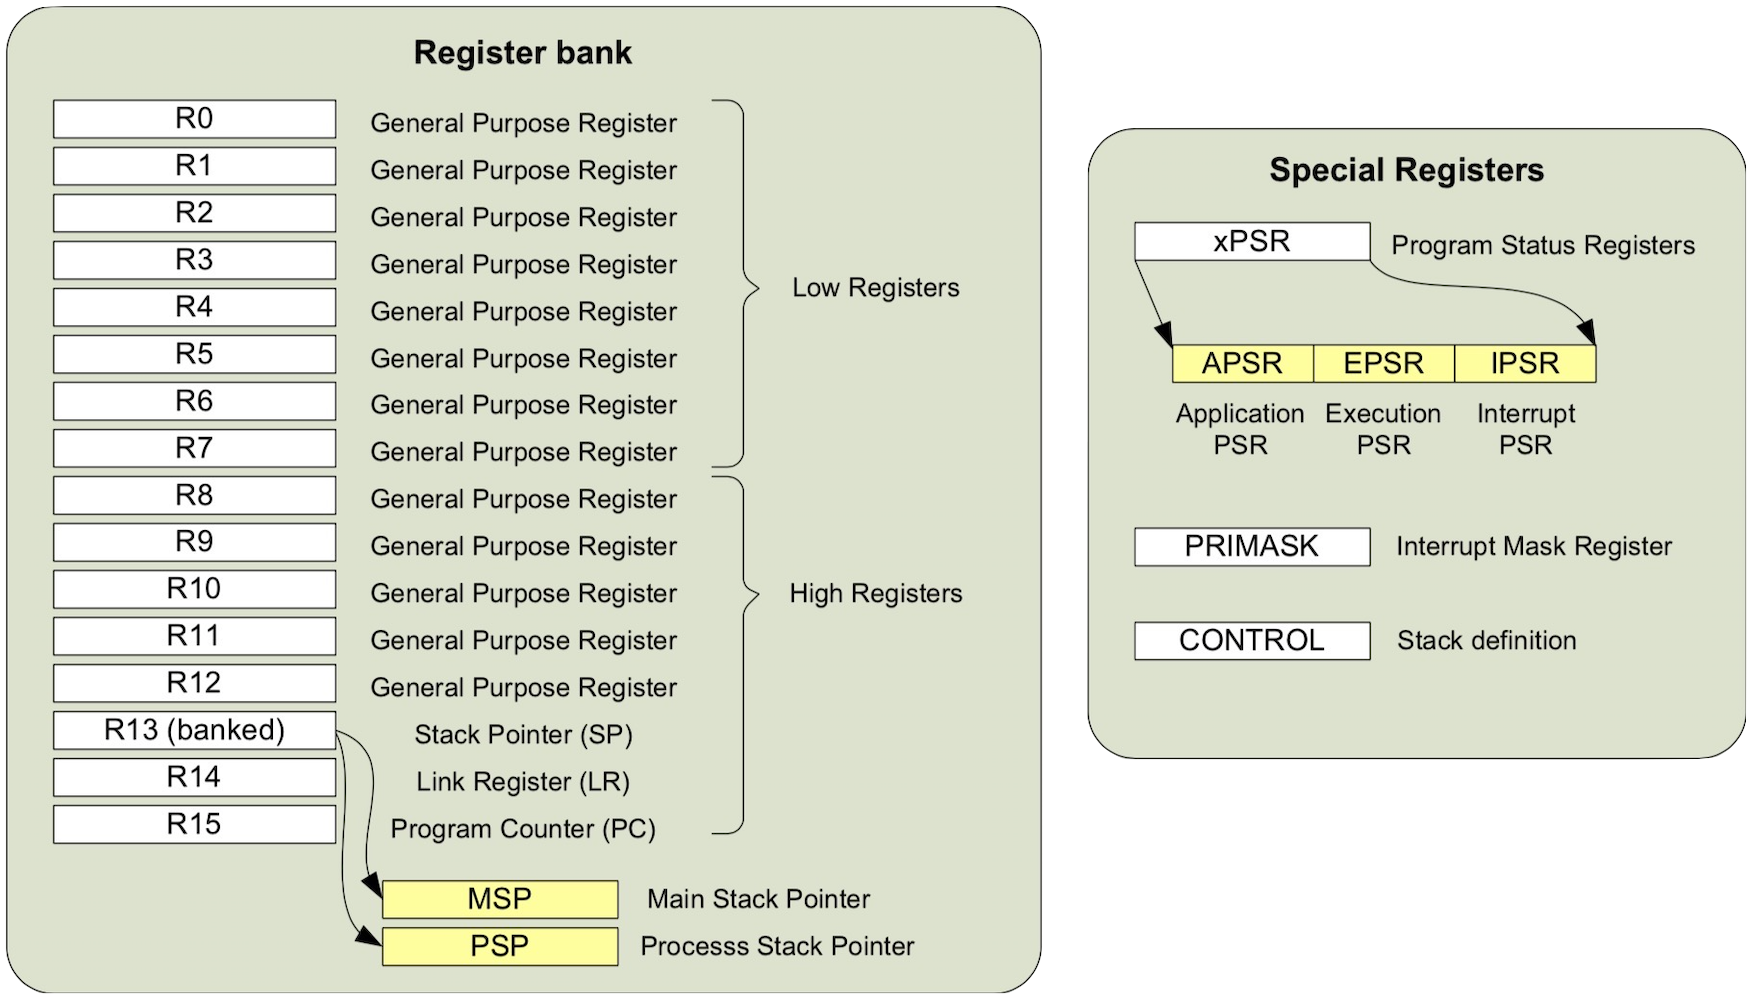 Register bank
R0 General Purpose Register
R1 General Purpose Register
R2 General Purpose Register
R3 General Purpose Register
R4 General Purpose Register
R5 General Purpose Register
R6 General Purpose Register
R7 General Purpose Register
Low Registers
R8 General Purpose Register
R9 General Purpose Register
R10 General Purpose Register
R11 General Purpose Register
R12 General Purpose Register
R13 (banked) Stack Pointer (SP)
R14 Link Register (LR)
R15 Program Counter (PC)
High Registers
MSP Main Stack Pointer
PSP Processs Stack Pointer
Special Registers
xPSR Program Status Registers
APSR EPSR IPSR
Application Execution Interrupt
PSR PSR PSR
PRIMASK Interrupt Mask Register
CONTROL Stack definition